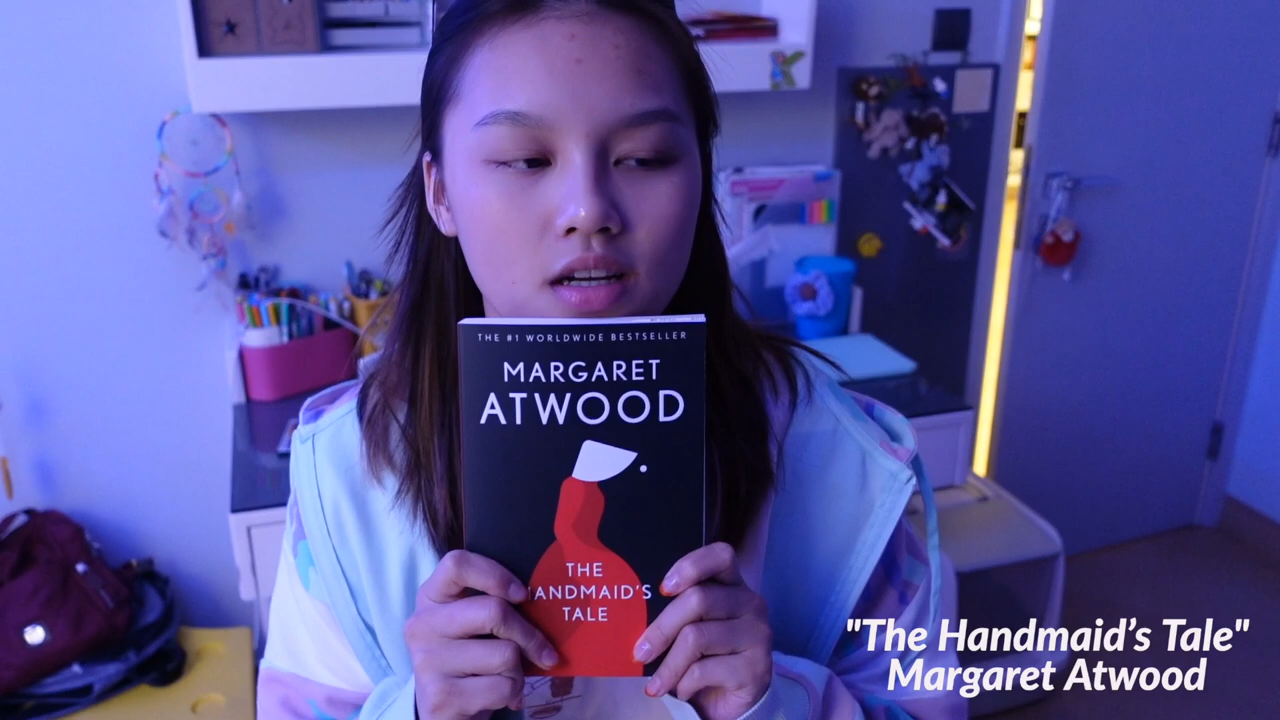 THE #1 WORLDWIDE BESTSELLER
MARGARET
ATWOOD
THE
HANDMAID'S
TALE
"The Handmaid's Tale"
Margaret Atwood